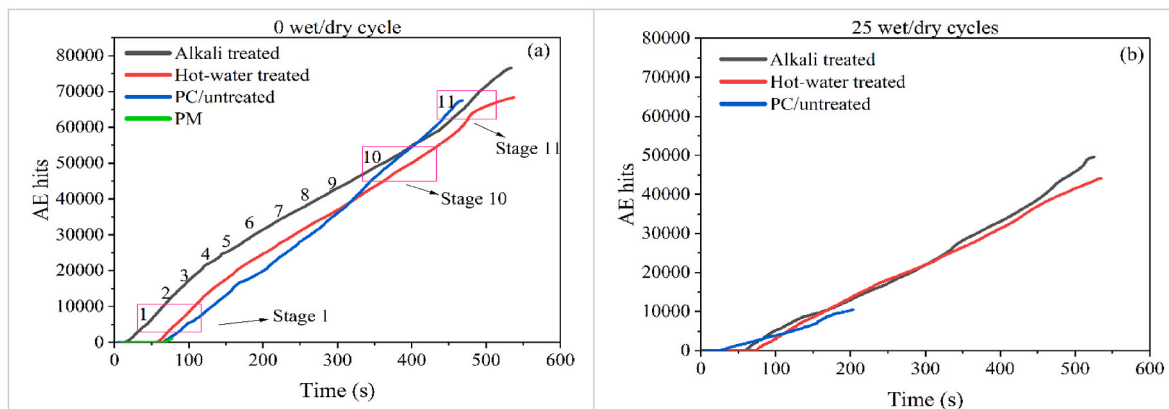 0 wet/dry cycle
(a)
80000
70000
60000
50000
40000
30000
20000
10000
0
AE hits
Alkali treated
Hot-water treated
PC/untreated
PM
1
2
3
4
5
6
7
8
9
10
11
Stage 11
Stage 10
Stage 1
0 100 200 300 400 500 600
Time (s)
25 wet/dry cycles
(b)
80000
70000
60000
50000
40000
30000
20000
10000
0
AE hits
Alkali treated
Hot-water treated
PC/untreated
0 100 200 300 400 500 600
Time (s)